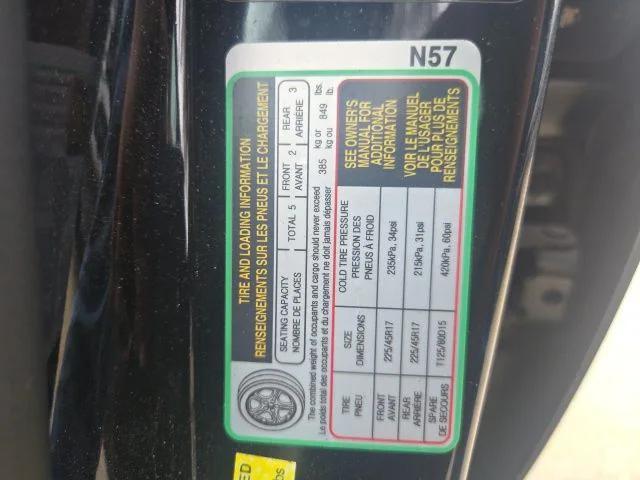 N57
TIRE AND LOADING INFORMATION
RENSEIGNEMENTS SUR LES PNEUS ET LE CHARGEMENT
SEATING CAPACITY
NOMBRE DE PLACES
TOTAL 5
FRONT
AVANT 2
REAR
ARRIÈRE 3
The combined weight of occupants and cargo should never exceed
Le poids total des occupants et du chargement ne doit jamais dépasser
385 kg or 849 lbs.
kg ou lb.
TIRE
PNEU
SIZE
DIMENSIONS
COLD TIRE PRESSURE
PRESSION DES
PNEUS À FROID
SEE OWNER'S
MANUAL FOR
ADDITIONAL
INFORMATION
FRONT
AVANT
225/45R17
235kPa, 34psi
REAR
ARRIÈRE
225/45R17
215kPa, 31psi
VOIR LE MANUEL
DE L'USAGER
POUR PLUS DE
RENSEIGNEMENTS
SPARE
DE SECOURS
T125/80D15
420kPa, 60psi
ED
DS